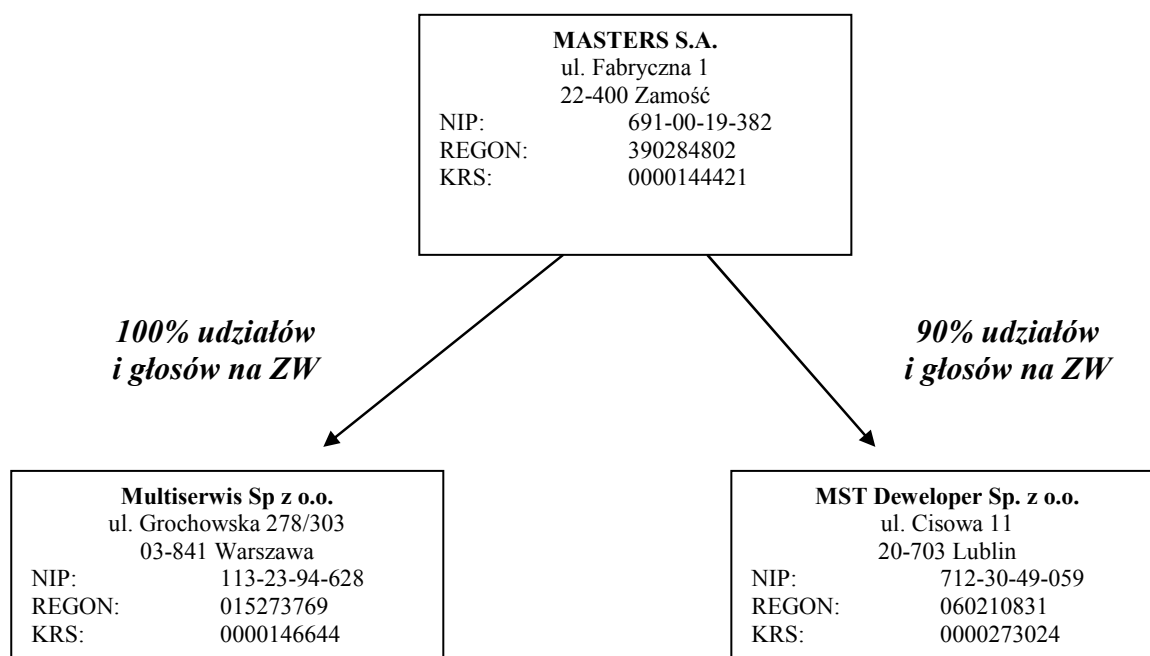 MASTERS S.A.
ul. Fabryczna 1
22-400 Zamość
NIP: 691-00-19-382
REGON: 390284802
KRS: 0000144421
100% udziałów
i głosów na ZW
90% udziałów
i głosów na ZW
Multiserwis Sp z o.o.
ul. Grochowska 278/303
03-841 Warszawa
NIP: 113-23-94-628
REGON: 015273769
KRS: 0000146644
MST Deweloper Sp. z o.o.
ul. Cisowa 11
20-703 Lublin
NIP: 712-30-49-059
REGON: 060210831
KRS: 0000273024